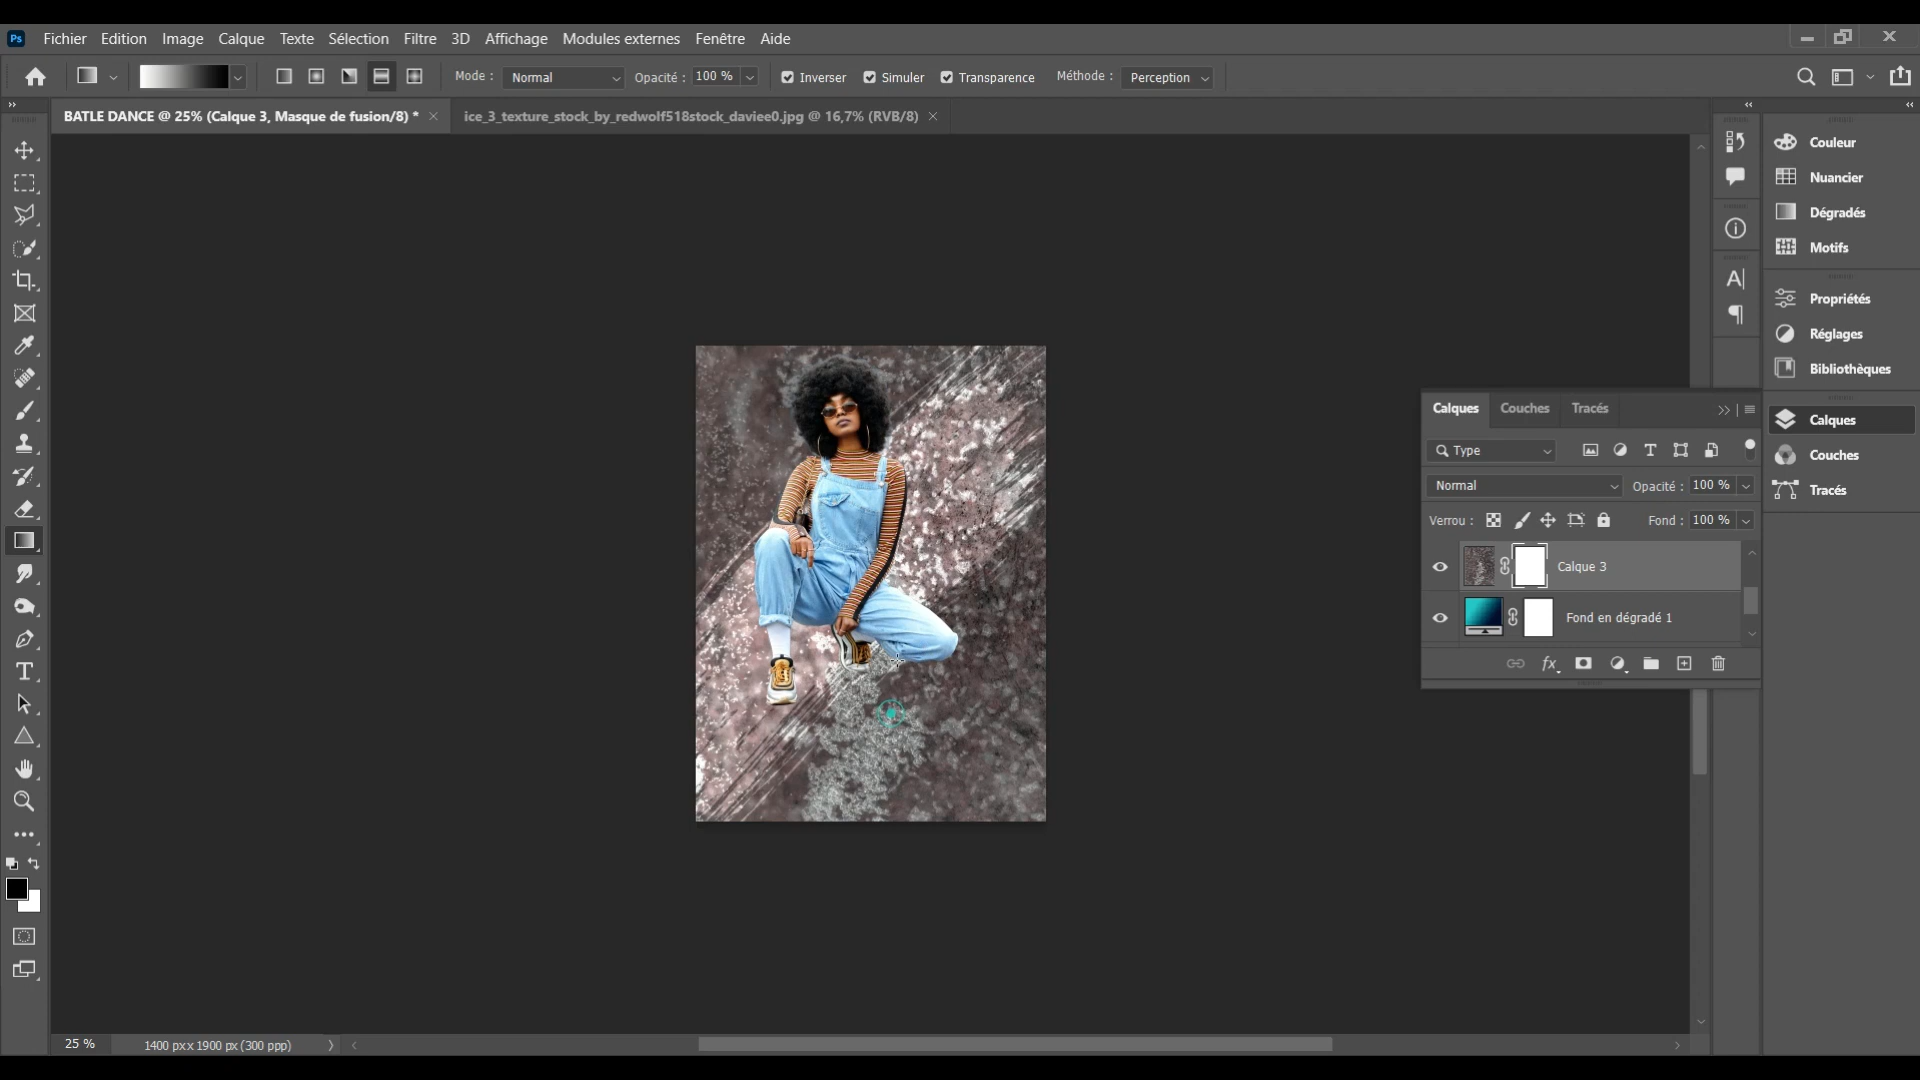 Ps Fichier Edition Image Calque Texte Sélection Filtre 3D Affichage Modules externes Fenêtre Aide
Mode : Normal Opacité : 100 % Inverser Simuler Transparence Méthode : Perception
BATLE DANCE @ 25% (Calque 3, Masque de fusion/8) *
ice_3_texture_stock_by_redwolf518stock_daviee0.jpg @ 16,7% (RVB/8)
Couleur
Nuancier
Dégradés
Motifs
Propriétés
Réglages
Bibliothèques
Calques
Couches
Tracés
Calques Couches Tracés
Type
Normal Opacité : 100 %
Verrou : Fond : 100 %
Calque 3
Fond en dégradé 1
fx
25 % 1400 px x 1900 px (300 ppp)